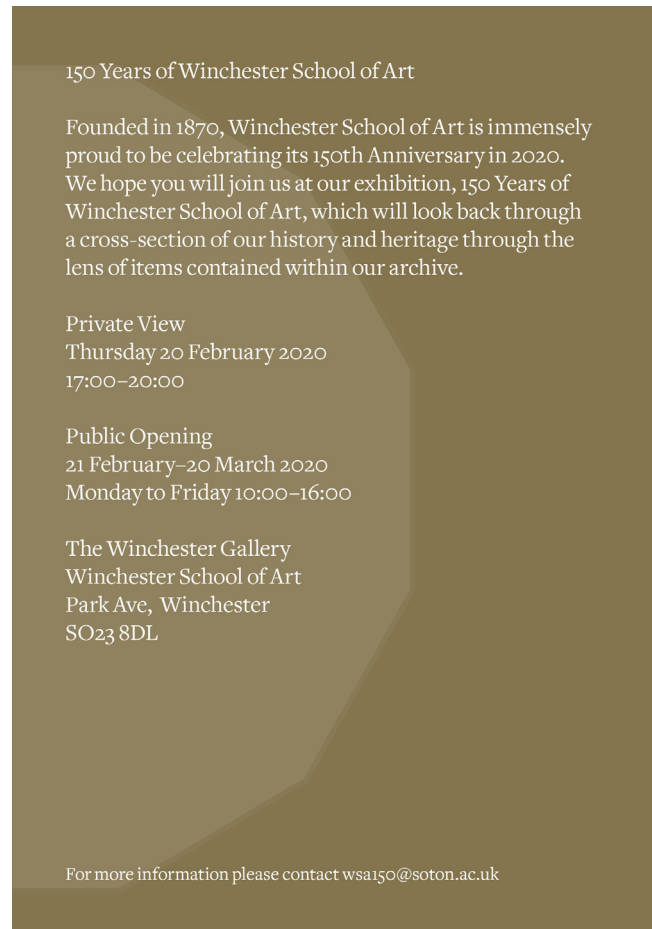 150 Years of Winchester School of Art
Founded in 1870, Winchester School of Art is immensely
proud to be celebrating its 150th Anniversary in 2020.
We hope you will join us at our exhibition, 150 Years of
Winchester School of Art, which will look back through
a cross-section of our history and heritage through the
lens of items contained within our archive.
Private View
Thursday 20 February 2020
17:00–20:00
Public Opening
21 February–20 March 2020
Monday to Friday 10:00–16:00
The Winchester Gallery
Winchester School of Art
Park Ave, Winchester
SO23 8DL
For more information please contact wsa150@soton.ac.uk